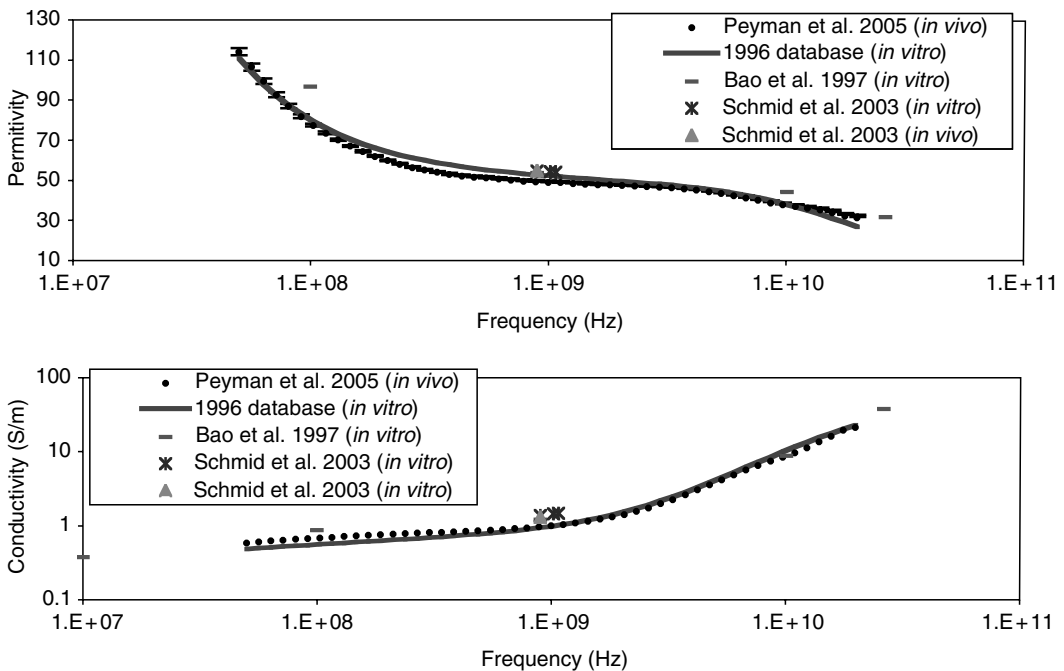 130
110
90
70
50
30
10
Permitivity
Peyman et al. 2005 (in vivo)
1996 database (in vitro)
Bao et al. 1997 (in vitro)
Schmid et al. 2003 (in vitro)
Schmid et al. 2003 (in vivo)
1.E+07 1.E+08 1.E+09 1.E+10 1.E+11
Frequency (Hz)
100
10
1
0.1
Conductivity (S/m)
Peyman et al. 2005 (in vivo)
1996 database (in vitro)
Bao et al. 1997 (in vitro)
Schmid et al. 2003 (in vitro)
Schmid et al. 2003 (in vitro)
1.E+07 1.E+08 1.E+09 1.E+10 1.E+11
Frequency (Hz)